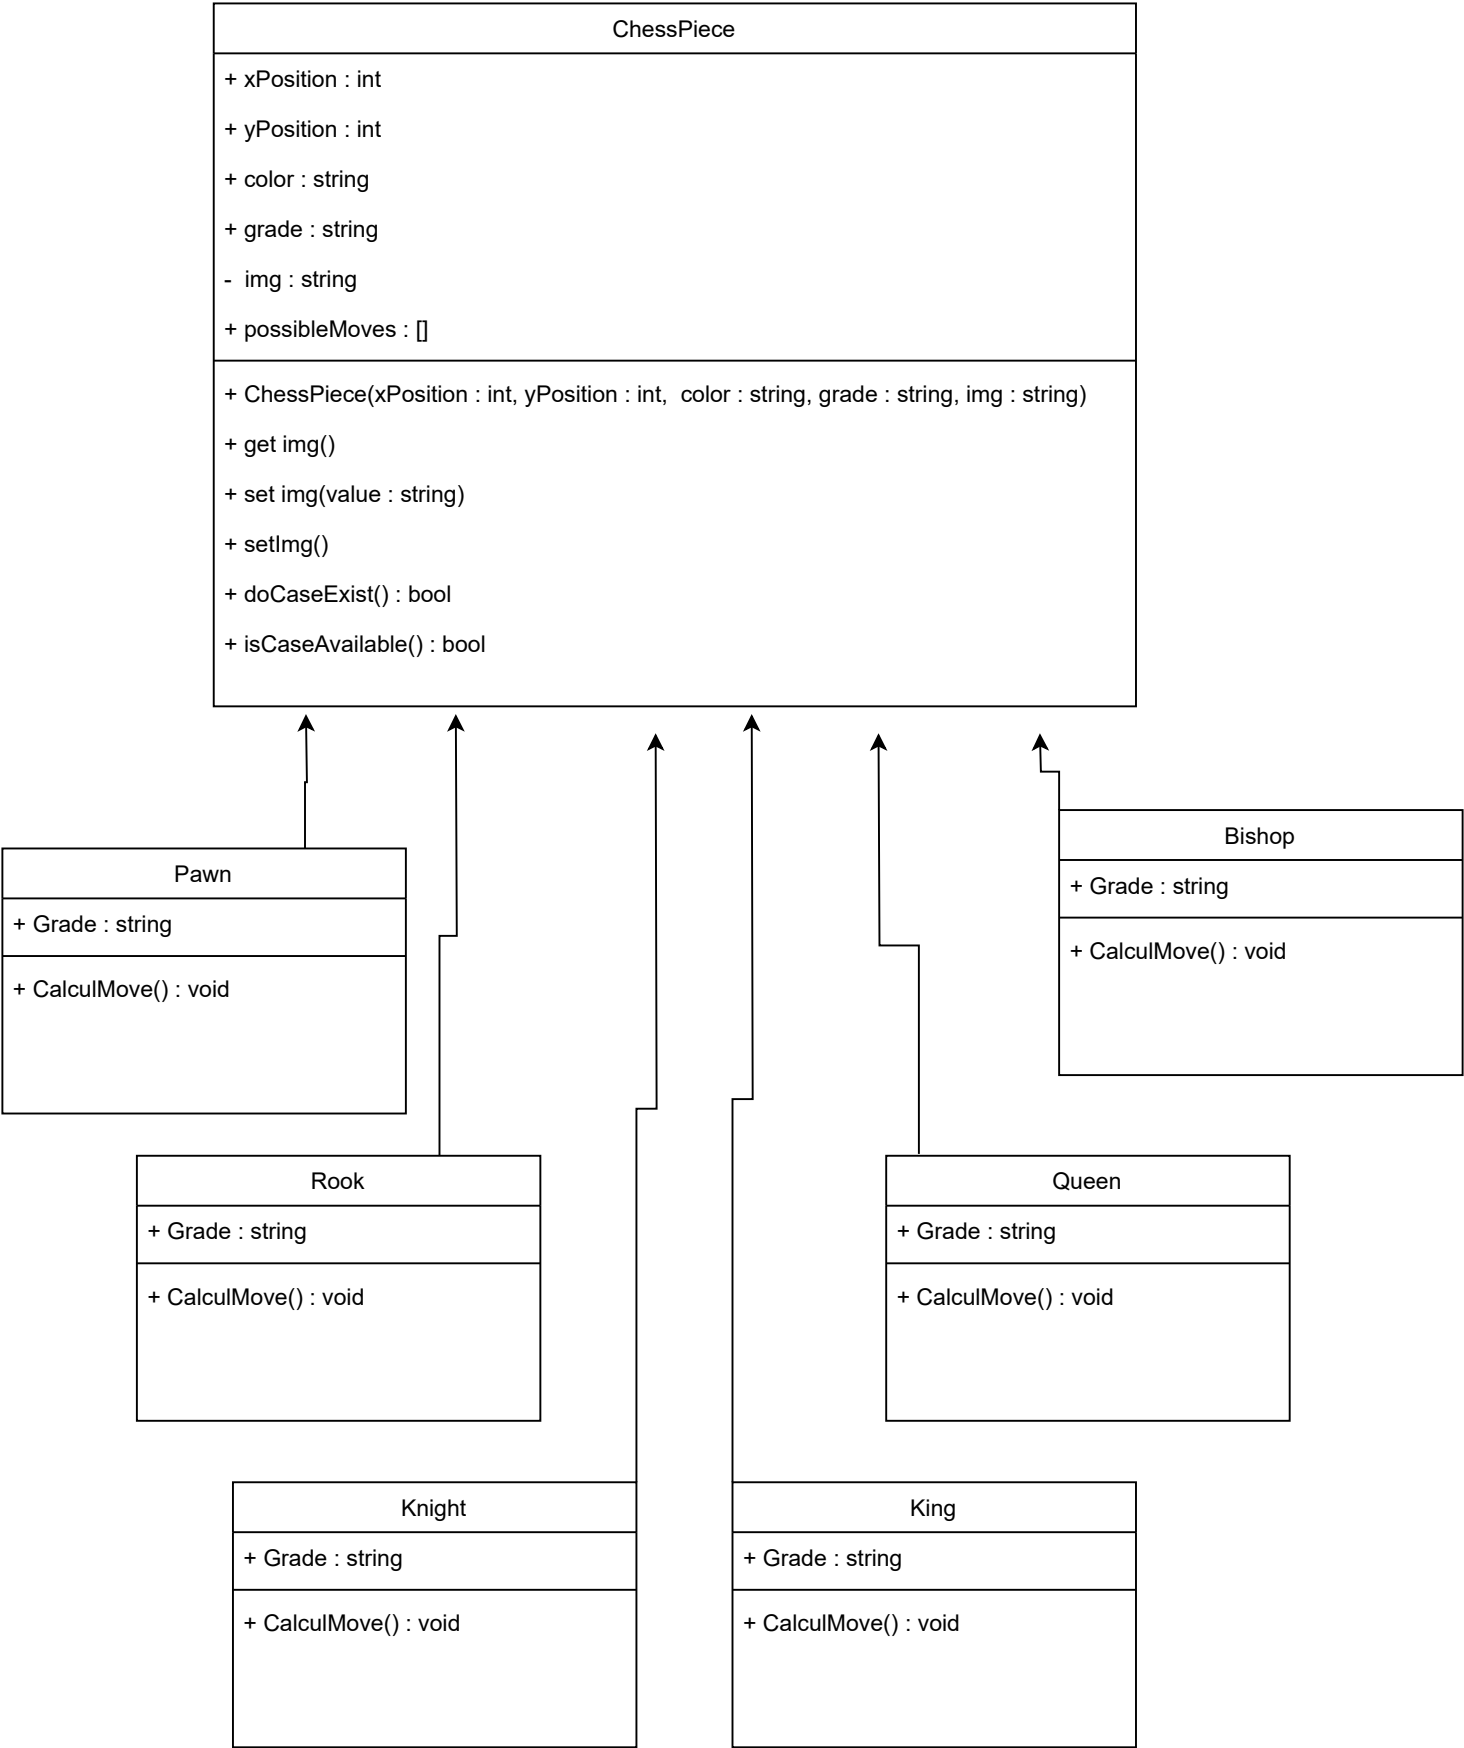 ChessPiece
+ xPosition : int
+ yPosition : int
+ color : string
+ grade : string
-  img : string
+ possibleMoves : []
+ ChessPiece(xPosition : int, yPosition : int,  color : string, grade : string, img : string)
+ get img()
+ set img(value : string)
+ setImg()
+ doCaseExist() : bool
+ isCaseAvailable() : bool
Pawn
+ Grade : string
+ CalculMove() : void
Bishop
+ Grade : string
+ CalculMove() : void
Rook
+ Grade : string
+ CalculMove() : void
Queen
+ Grade : string
+ CalculMove() : void
Knight
+ Grade : string
+ CalculMove() : void
King
+ Grade : string
+ CalculMove() : void